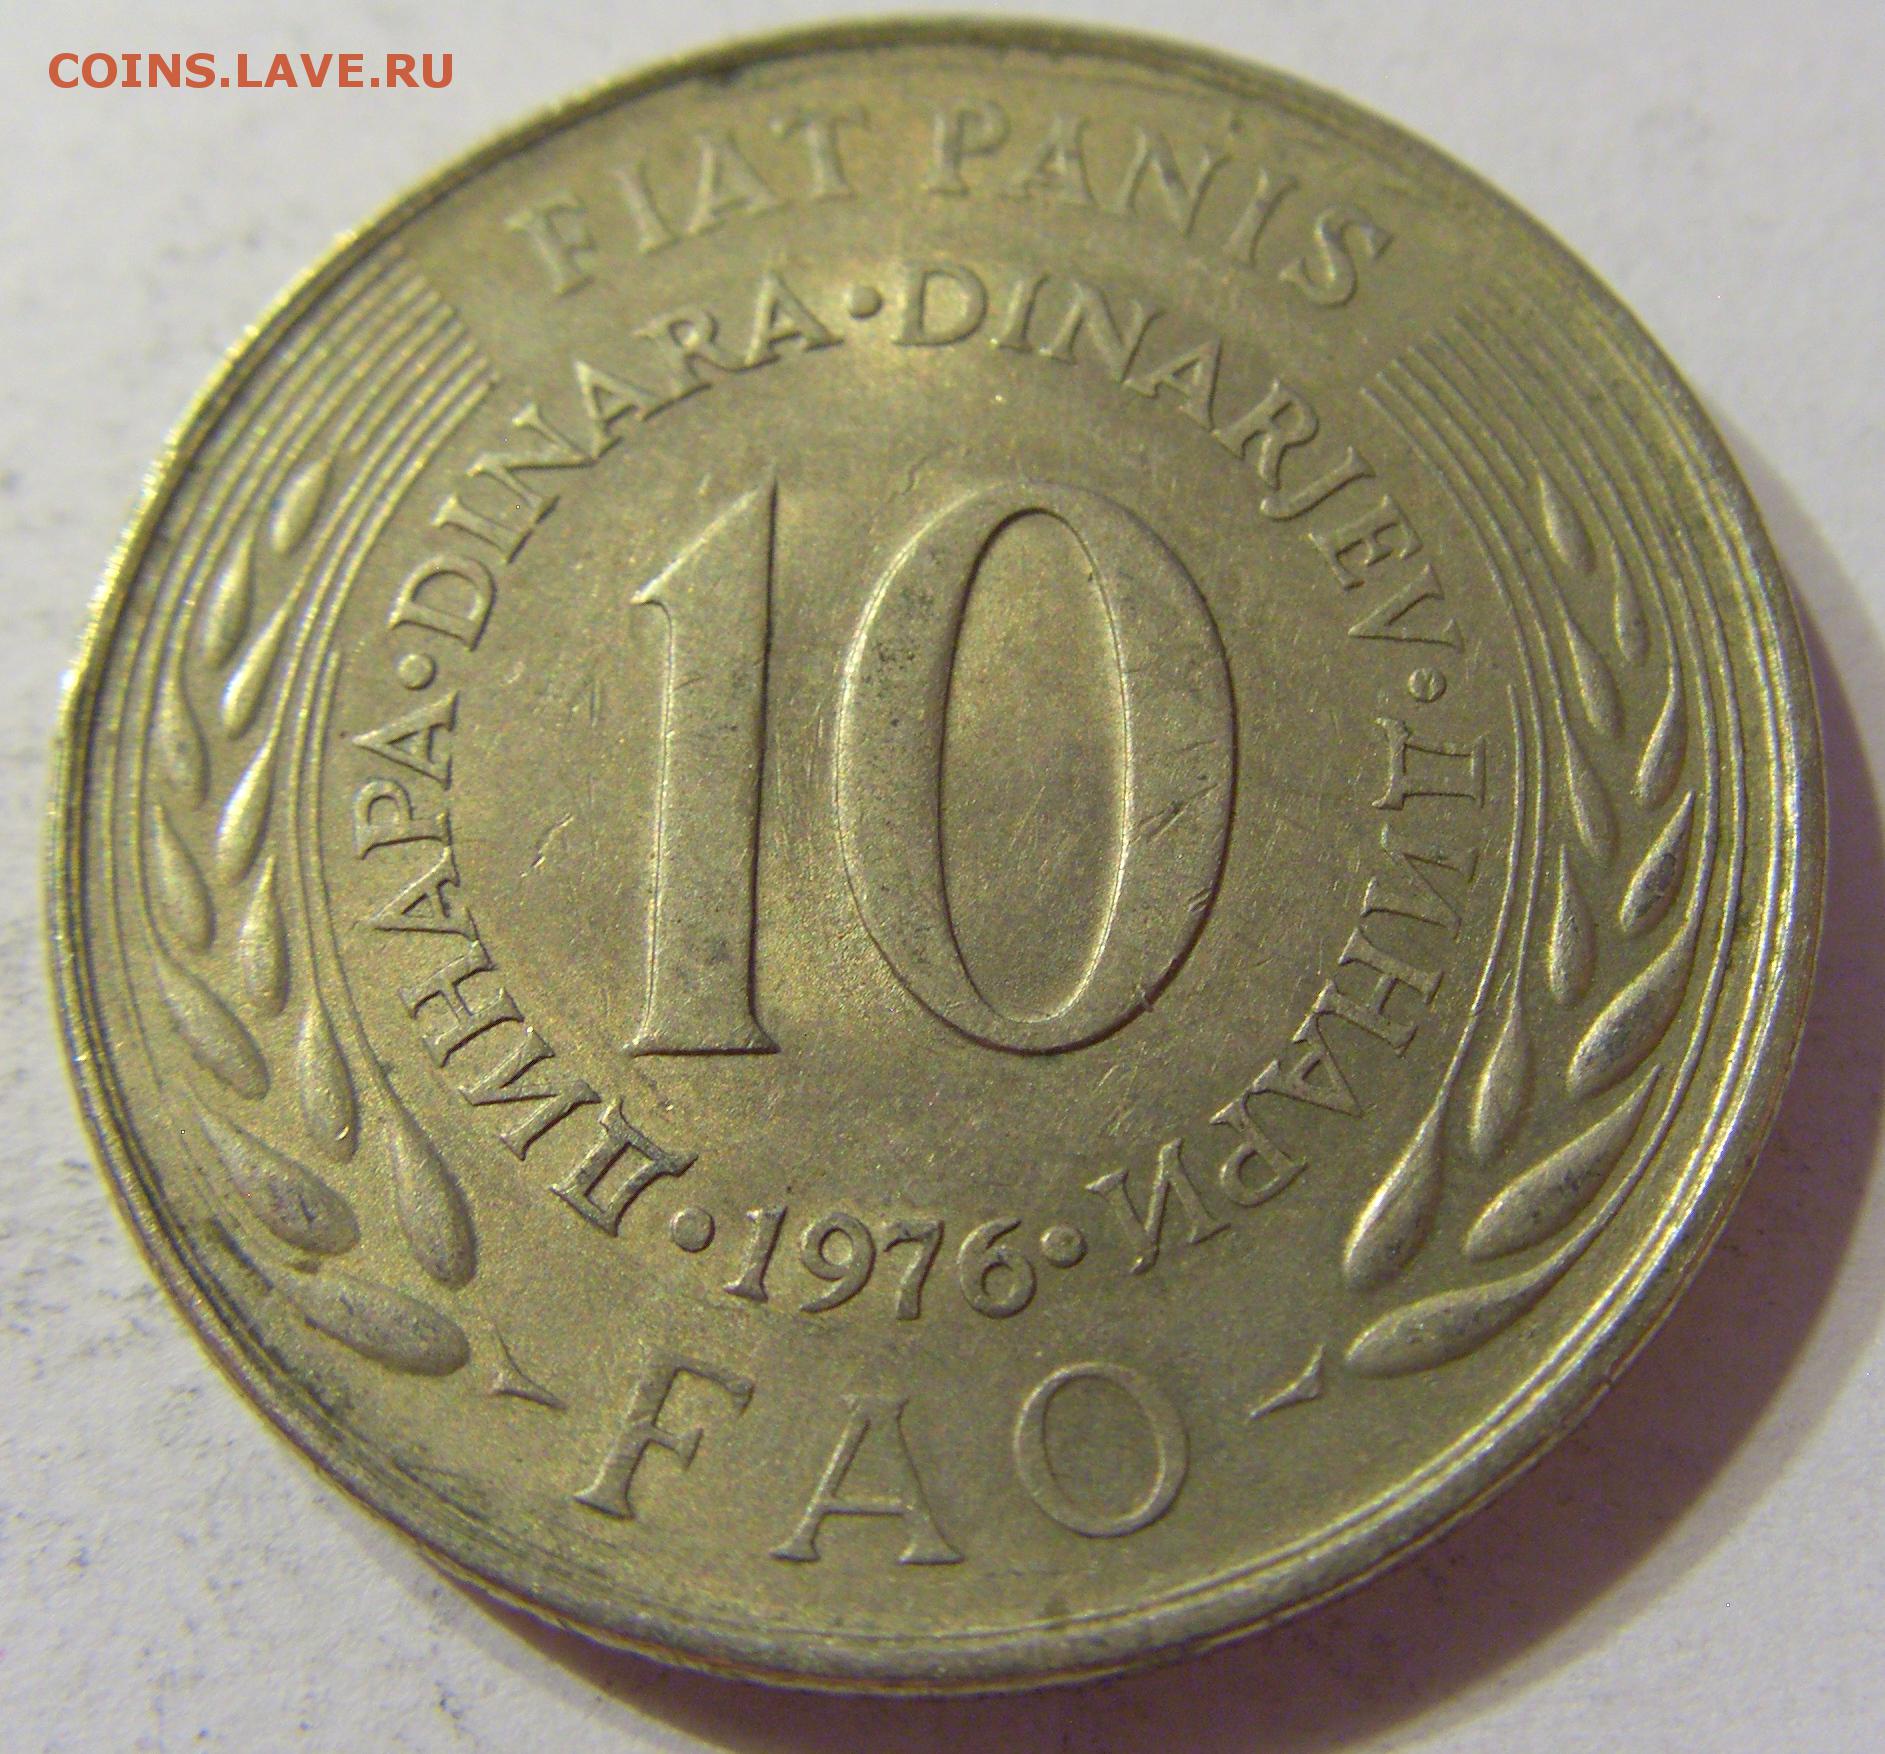 COINS.LAVE.RU
FIAT PANIS
ДИНАРА • DINARA • DINARJEV • ДИНАРИ
10
• 1976 •
FAO